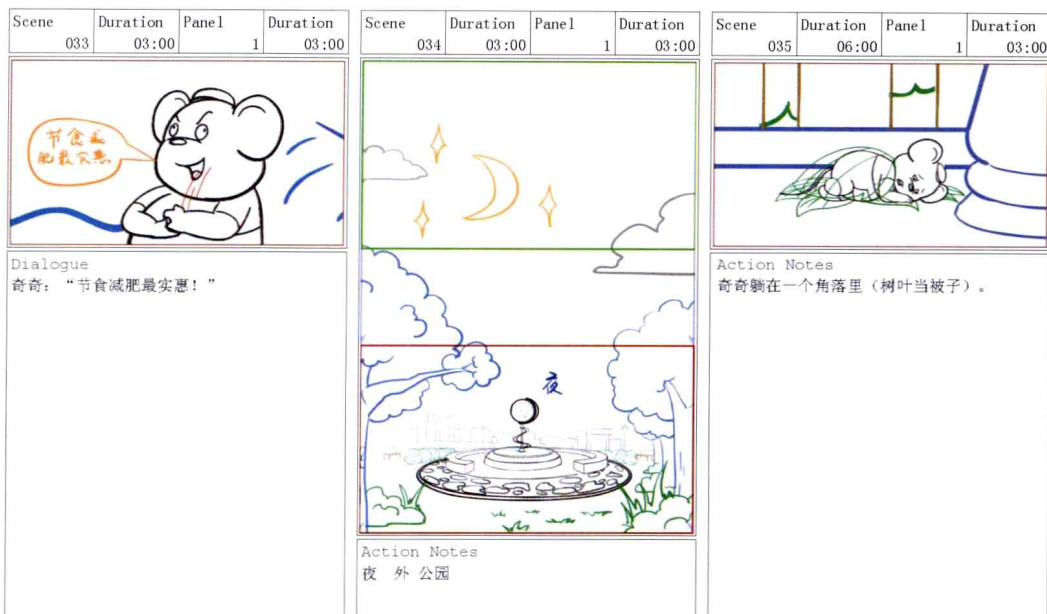 Scene Duration Panel Duration
033 03:00 1 03:00
节食减
肥最实惠
Dialogue
奇奇：“节食减肥最实惠！”
Scene Duration Panel Duration
034 03:00 1 03:00
夜
Action Notes
夜 外 公园
Scene Duration Panel Duration
035 06:00 1 03:00
Action Notes
奇奇躺在一个角落里（树叶当被子）。